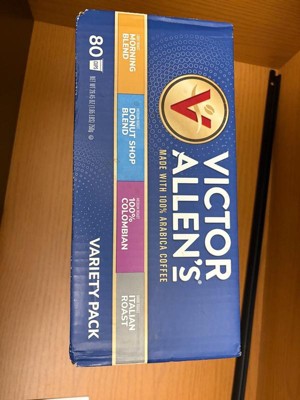 VICTOR
ALLEN'S®
MADE WITH 100% ARABICA COFFEE
MORNING
BLEND
DONUT SHOP
BLEND
100%
COLOMBIAN
ITALIAN
ROAST
80
VARIETY PACK